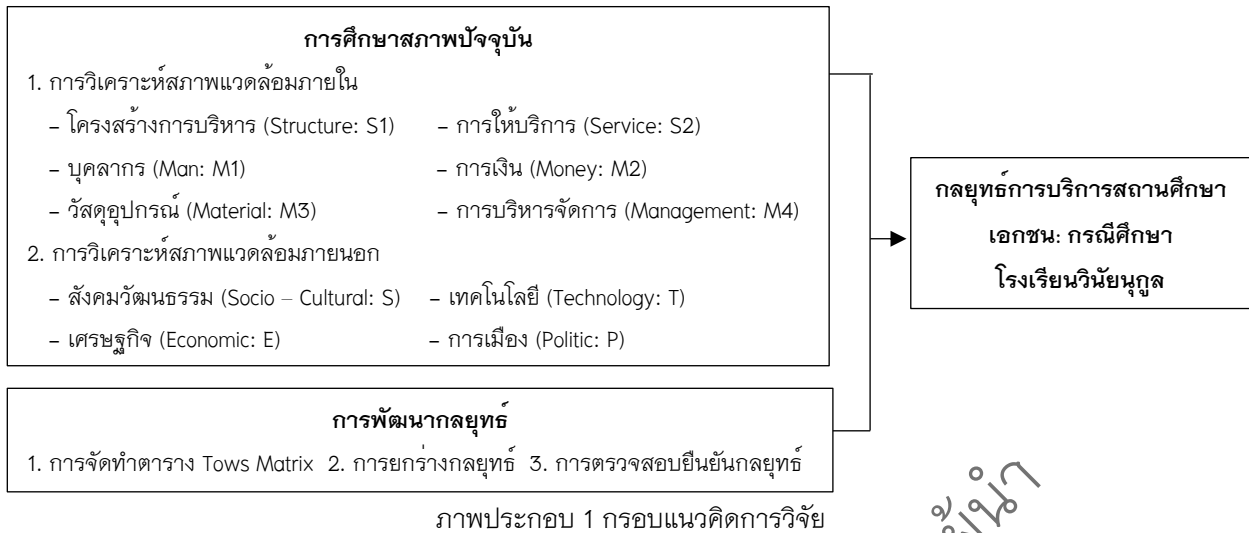 การศึกษาสภาพปัจจุบัน
1. การวิเคราะห์สภาพแวดล้อมภายใน
– โครงสร้างการบริหาร (Structure: S1) – การให้บริการ (Service: S2)
– บุคลากร (Man: M1) – การเงิน (Money: M2)
– วัสดุอุปกรณ์ (Material: M3) – การบริหารจัดการ (Management: M4)
2. การวิเคราะห์สภาพแวดล้อมภายนอก
– สังคมวัฒนธรรม (Socio – Cultural: S) – เทคโนโลยี (Technology: T)
– เศรษฐกิจ (Economic: E) – การเมือง (Politic: P)
การพัฒนากลยุทธ์
1. การจัดทำตาราง Tows Matrix 2. การยกร่างกลยุทธ์ 3. การตรวจสอบยืนยันกลยุทธ์
กลยุทธ์การบริการสถานศึกษา
เอกชน: กรณีศึกษา
โรงเรียนวินัยนุกูล
ภาพประกอบ 1 กรอบแนวคิดการวิจัย